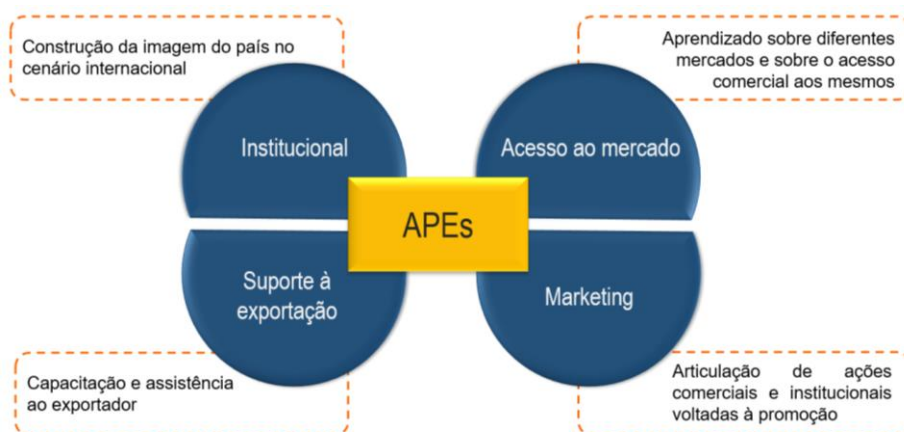 Construção da imagem do país no
cenário internacional
Aprendizado sobre diferentes
mercados e sobre o acesso
comercial aos mesmos
Institucional
Acesso ao mercado
APEs
Suporte à
exportação
Marketing
Capacitação e assistência
ao exportador
Articulação de ações
comerciais e institucionais
voltadas à promoção